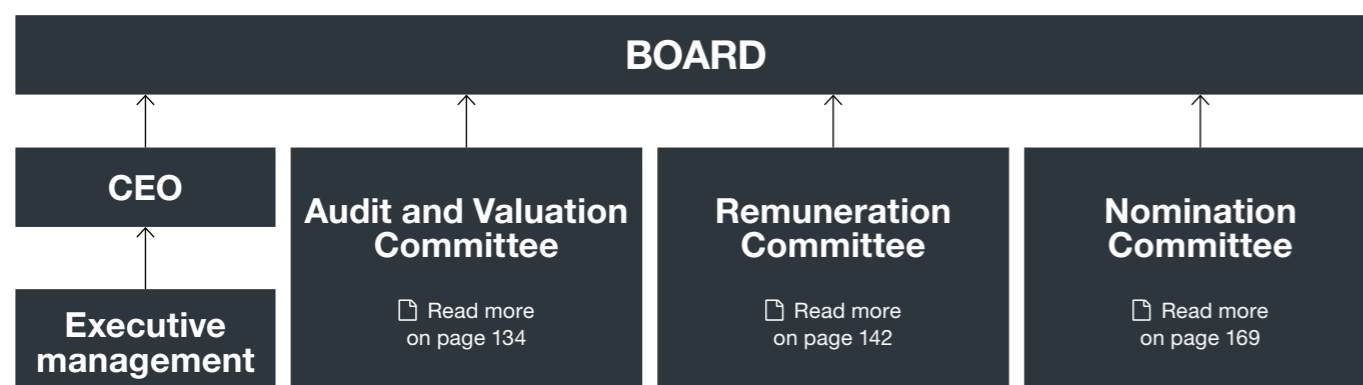 BOARD
CEO
Executive
management
Audit and Valuation
Committee
Read more
on page 134
Remuneration
Committee
Read more
on page 142
Nomination
Committee
Read more
on page 169